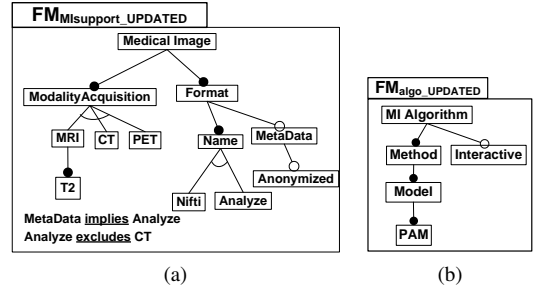 FMMIsupport_UPDATED
Medical Image
ModalityAcquisition
Format
MRI CT PET
Name
MetaData
T2
Anonymized
Nifti Analyze
MetaData implies Analyze
Analyze excludes CT
(a)
FMalgo_UPDATED
MI Algorithm
Method Interactive
Model
PAM
(b)